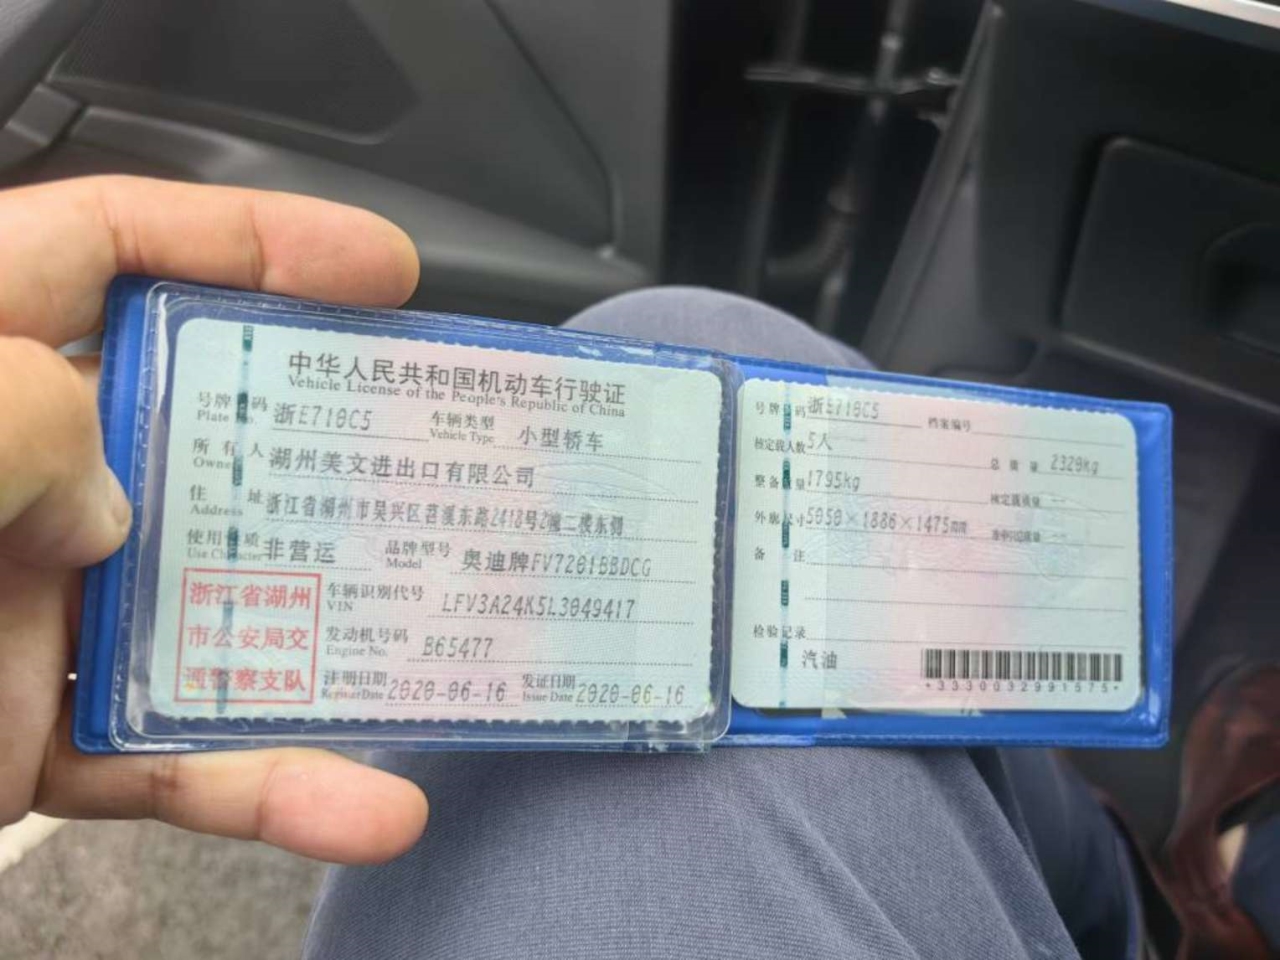 中华人民共和国机动车行驶证
Vehicle License of the People's Republic of China
号牌号码 浙E710C5 车辆类型 小型轿车
Plate No. Vehicle Type
所有人 湖州美文进出口有限公司
Owner
住址 浙江省湖州市吴兴区苕溪东路2418号2幢二楼东侧
Address
使用性质 非营运 品牌型号 奥迪牌FV7201BBDCG
Use Character Model
浙江省湖州
市公安局交
通警察支队
车辆识别代号 LFV3A24K5L3049417
VIN
发动机号码 B65477
Engine No.
注册日期 2020-06-16 发证日期 2020-06-16
Register Date Issue Date
号牌号码 浙E710C5 档案编号
核定载人数 5人 总质量 2320kg
整备质量 1795kg 核定载质量 --
外廓尺寸 5050×1886×1475mm 准牵引总质量 --
备注
检验记录
汽油
*3330032991575*